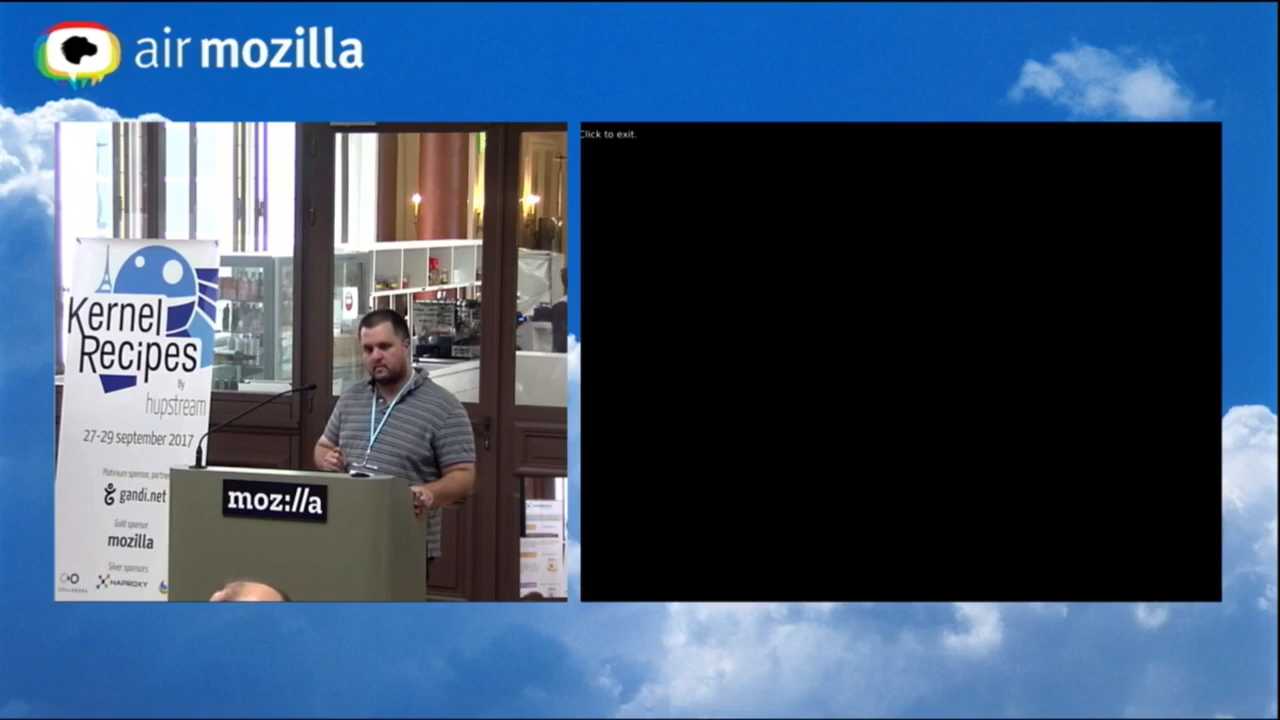 air mozilla
Click to exit.
Kernel
Recipes
By
hupstream
27-29 september 2017
Platinum sponsor, partner
gandi.net
Gold sponsor
mozilla
Silver sponsors
COLLABORA
HAPROXY
moz://a